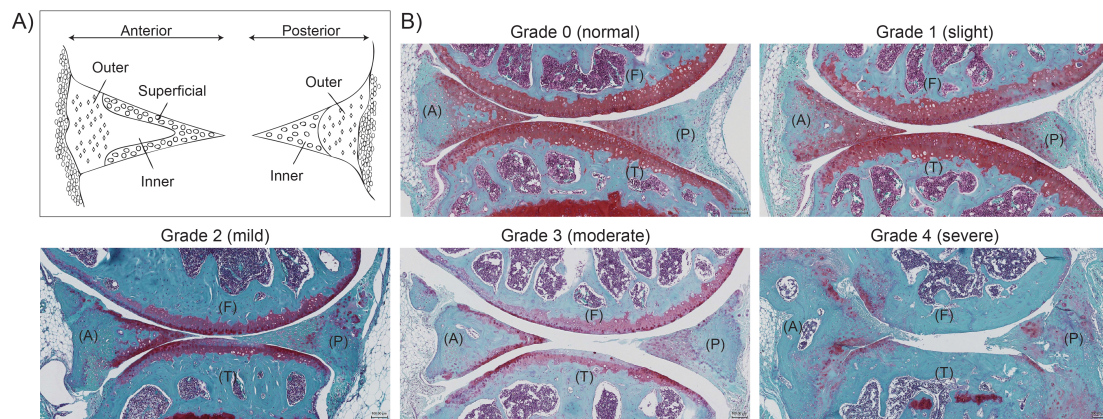 A)
Anterior
Posterior
Outer
Superficial
Outer
Inner
Inner
B)
Grade 0 (normal)
(F)
(A)
(P)
(T)
Grade 1 (slight)
(F)
(A)
(P)
(T)
Grade 2 (mild)
(F)
(A)
(P)
(T)
Grade 3 (moderate)
(F)
(A)
(P)
(T)
Grade 4 (severe)
(F)
(A)
(P)
(T)